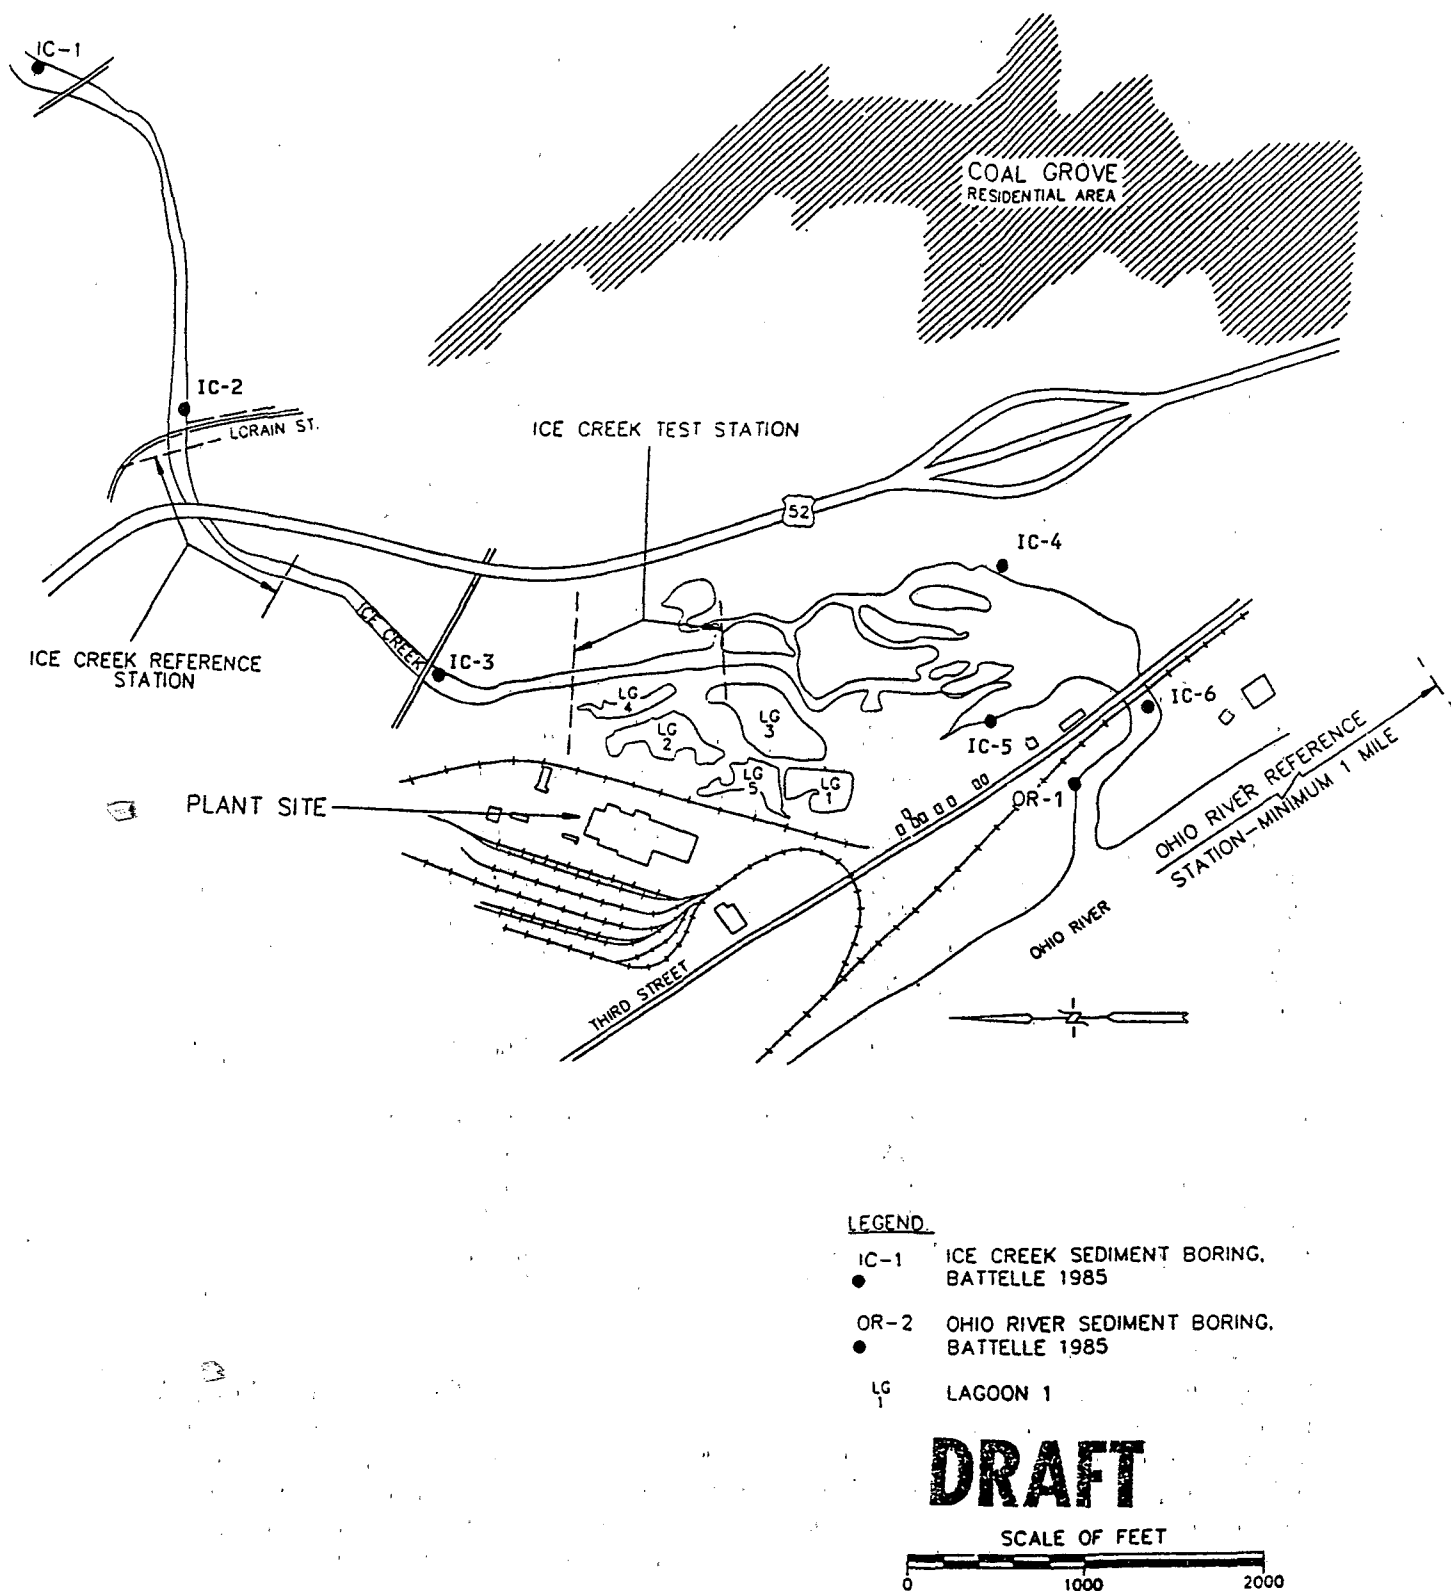 IC-1
COAL GROVE
RESIDENTIAL AREA
IC-2
LORAIN ST.
ICE CREEK TEST STATION
52
IC-4
ICE CREEK
ICE CREEK REFERENCE
STATION
IC-3
LG
4
LG
2
LG
3
LG
5
LG
1
IC-5
IC-6
OR-1
PLANT SITE
OHIO RIVER REFERENCE
STATION-MINIMUM 1 MILE
OHIO RIVER
THIRD STREET
LEGEND.
IC-1 ICE CREEK SEDIMENT BORING,
BATTELLE 1985
OR-2 OHIO RIVER SEDIMENT BORING,
BATTELLE 1985
LG
1
LAGOON 1
DRAFT
SCALE OF FEET
0 1000 2000